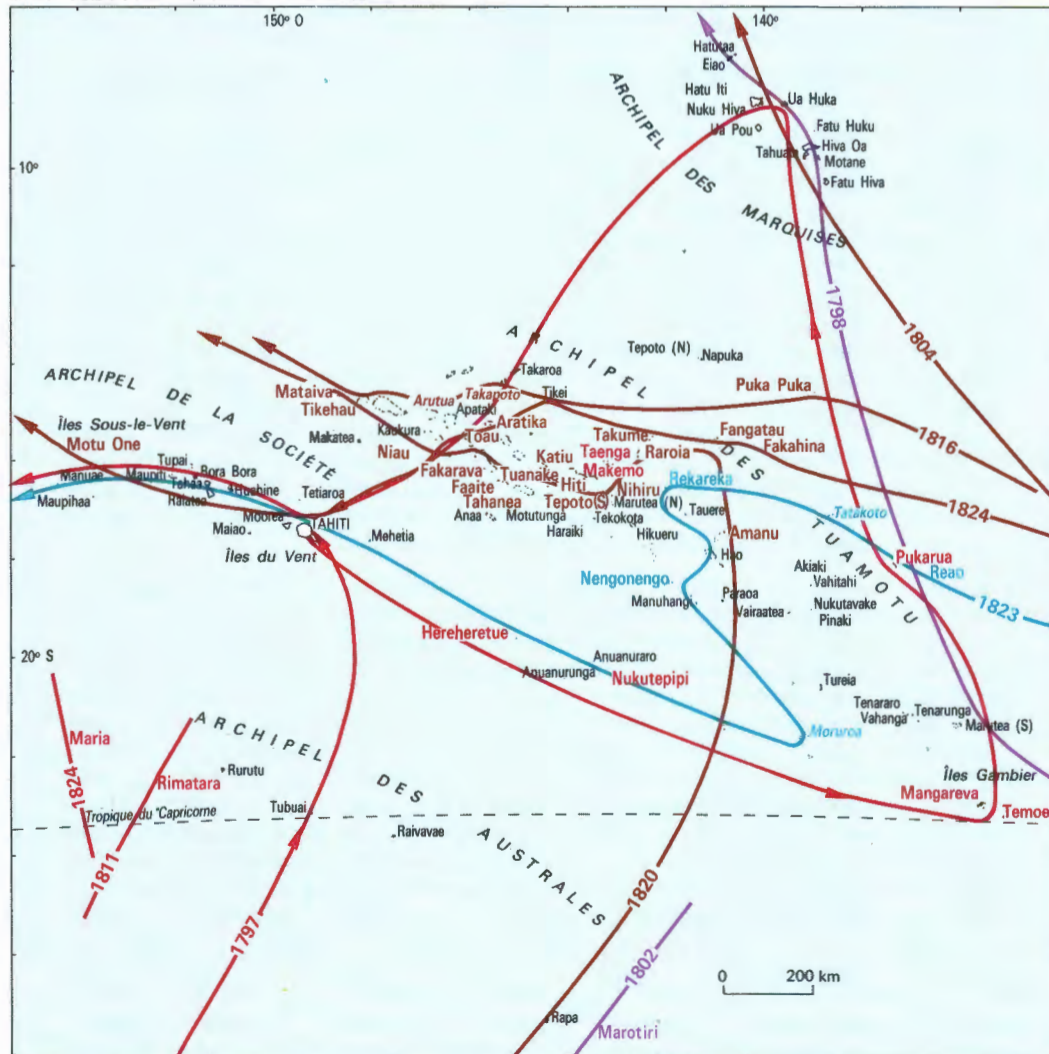 150° O
140°
Hatutaa
Eiao
Hatu Iti
Nuku Hiva
Ua Huka
Ua Pou
Fatu Huku
Hiva Oa
Tahuata
Motane
Fatu Hiva
10°
ARCHIPEL
DES
MARQUISES
1798
1804
ARCHIPEL
Tepoto (N)
Napuka
Takaroa
Puka Puka
Tikei
ARCHIPEL DE LA
SOCIÉTÉ
Mataiva
Tikehau
Arutua
Takapoto
Apataki
Aratika
Îles Sous-le-Vent
Motu One
Makatea
Kaukura
Toau
Niau
Takume
Fangatau
Fakahina
1816
Taenga
Raroia
DES
Katiu
Makemo
Fakarava
Tuanake
Tupai
Bora Bora
Manuae
Maupiti
Tahaa
Huahine
Faaite
Hiti
Nihiru
Rekareka
Maupihaa
Raiatea
Tetiaroa
Tahanea
Tepoto(S)
Marutea (N)
Tauere
Tatakoto
1824
Moorea
TAHITI
Anaa
Motutunga
Tekokota
Maiao
Mehetia
Haraiki
Hikueru
Amanu
TUAMOTU
Îles du Vent
Hao
Pukarua
Reao
Akiaki
Vahitahi
Nengonengo
Manuhangi
Paraoa
Vairaatea
Nukutavake
Pinaki
1823
Hereheretue
20° S
Anuanuraro
Anuanurunga
Nukutepipi
Tureia
Tenararo
Vahanga
Tenarunga
Marutea (S)
Moruroa
ARCHIPEL
DES
AUSTRALES
Maria
Rurutu
Rimatara
Îles Gambier
Mangareva
Temoe
1824
Tropique du Capricorne
Tubuai
Raivavae
1811
1797
1820
1802
0 200 km
Rapa
Marotiri